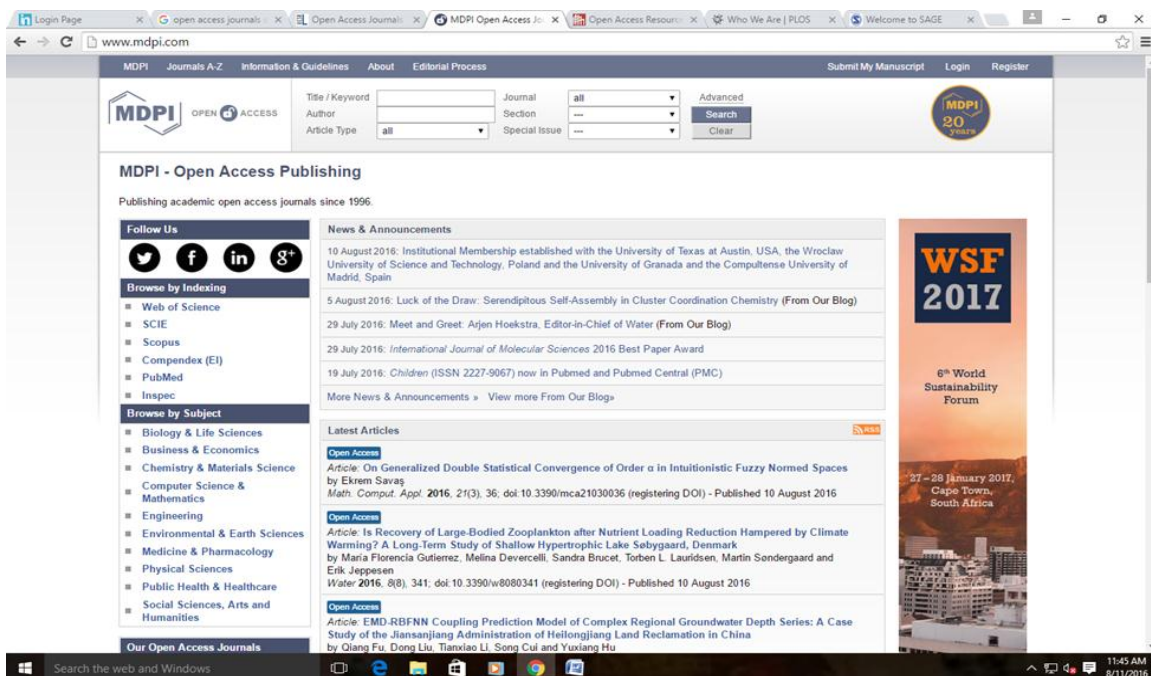 Login Page
open access journals
Open Access Journals
MDPI Open Access Jo
Open Access Resour
Who We Are | PLOS
Welcome to SAGE
www.mdpi.com
MDPI Journals A-Z Information & Guidelines About Editorial Process Submit My Manuscript Login Register
MDPI OPEN ACCESS
Title / Keyword Journal all Advanced
Author Section --- Search
Article Type all Special Issue --- Clear
MDPI 20 years
MDPI - Open Access Publishing
Publishing academic open access journals since 1996.
Follow Us
Browse by Indexing
Web of Science
SCIE
Scopus
Compendex (EI)
PubMed
Inspec
Browse by Subject
Biology & Life Sciences
Business & Economics
Chemistry & Materials Science
Computer Science &
Mathematics
Engineering
Environmental & Earth Sciences
Medicine & Pharmacology
Physical Sciences
Public Health & Healthcare
Social Sciences, Arts and
Humanities
Our Open Access Journals
News & Announcements
10 August 2016: Institutional Membership established with the University of Texas at Austin, USA, the Wroclaw
University of Science and Technology, Poland and the University of Granada and the Compultense University of
Madrid, Spain
5 August 2016: Luck of the Draw: Serendipitous Self-Assembly in Cluster Coordination Chemistry (From Our Blog)
29 July 2016: Meet and Greet: Arjen Hoekstra, Editor-in-Chief of Water (From Our Blog)
29 July 2016: International Journal of Molecular Sciences 2016 Best Paper Award
19 July 2016: Children (ISSN 2227-9067) now in Pubmed and Pubmed Central (PMC)
More News & Announcements » View more From Our Blog»
Latest Articles RSS
Open Access
Article: On Generalized Double Statistical Convergence of Order α in Intuitionistic Fuzzy Normed Spaces
by Ekrem Savaş
Math. Comput. Appl. 2016, 21(3), 36; doi:10.3390/mca21030036 (registering DOI) - Published 10 August 2016
Open Access
Article: Is Recovery of Large-Bodied Zooplankton after Nutrient Loading Reduction Hampered by Climate
Warming? A Long-Term Study of Shallow Hypertrophic Lake Søbygaard, Denmark
by Maria Florencia Gutierrez, Melina Devercelli, Sandra Brucet, Torben L. Lauridsen, Martin Søndergaard and
Erik Jeppesen
Water 2016, 8(8), 341; doi:10.3390/w8080341 (registering DOI) - Published 10 August 2016
Open Access
Article: EMD-RBFNN Coupling Prediction Model of Complex Regional Groundwater Depth Series: A Case
Study of the Jiansanjiang Administration of Heilongjiang Land Reclamation in China
by Qiang Fu, Dong Liu, Tianxiao Li, Song Cui and Yuxiang Hu
WSF
2017
6th World
Sustainability
Forum
27–28 January 2017,
Cape Town,
South Africa
Search the web and Windows
11:45 AM
8/11/2016